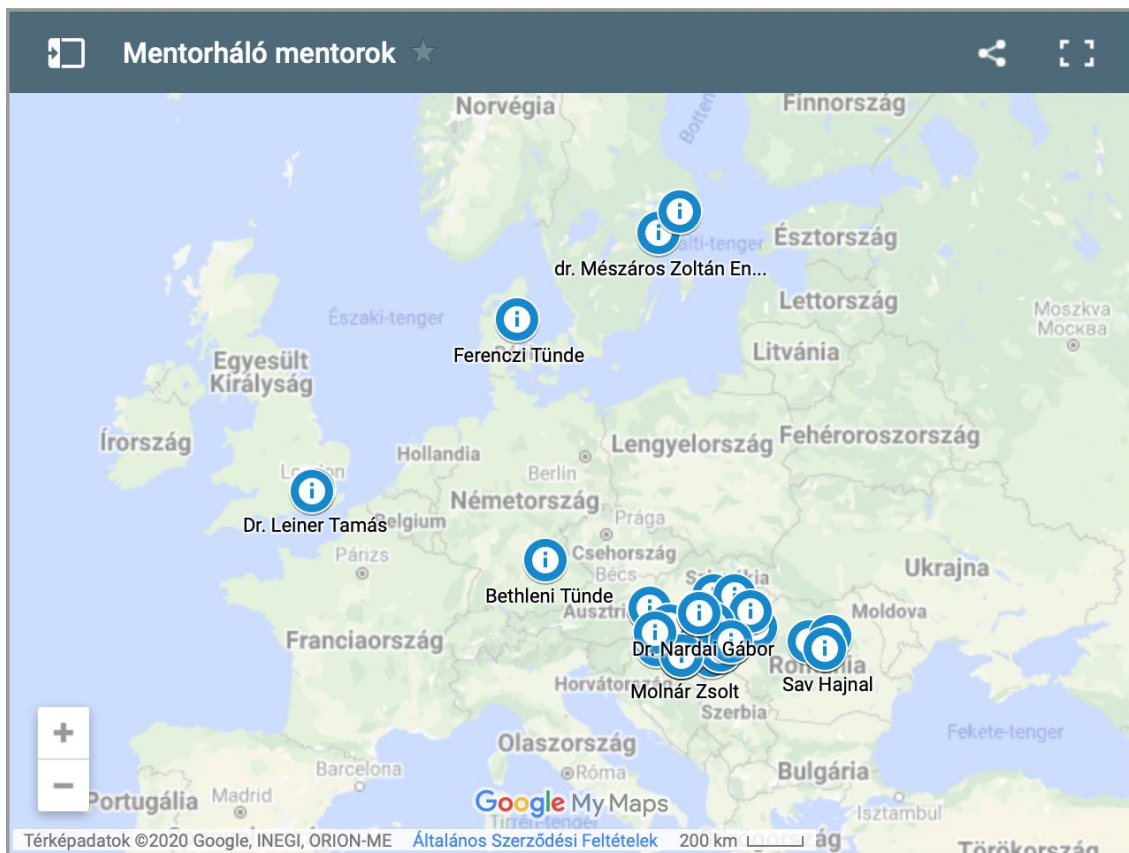 Mentorháló mentorok
Norvégia
Finnország
Botten
Észtország
dr. Mészáros Zoltán En...
Lettország
Moszkva
Москва
Északi-tenger
Ferenczi Tünde
Litvánia
Egyesült
Királyság
Írország
Hollandia
Lengyelország
Fehéroroszország
Berlin
Németország
Dr. Leiner Tamás
Belgium
Prága
Párizs
Csehország
Bécs
Ukrajna
Bethleni Tünde
Moldova
Franciaország
Dr. Nardai Gábor
Sav Hajnal
Molnár Zsolt
Szerbia
Fekete-tenger
Olaszország
Barcelona
Róma
Bulgária
Portugália
Madrid
Google My Maps
Isztambul
Térképadatok ©2020 Google, INEGI, ORION-ME
Általános Szerződési Feltételek
200 km